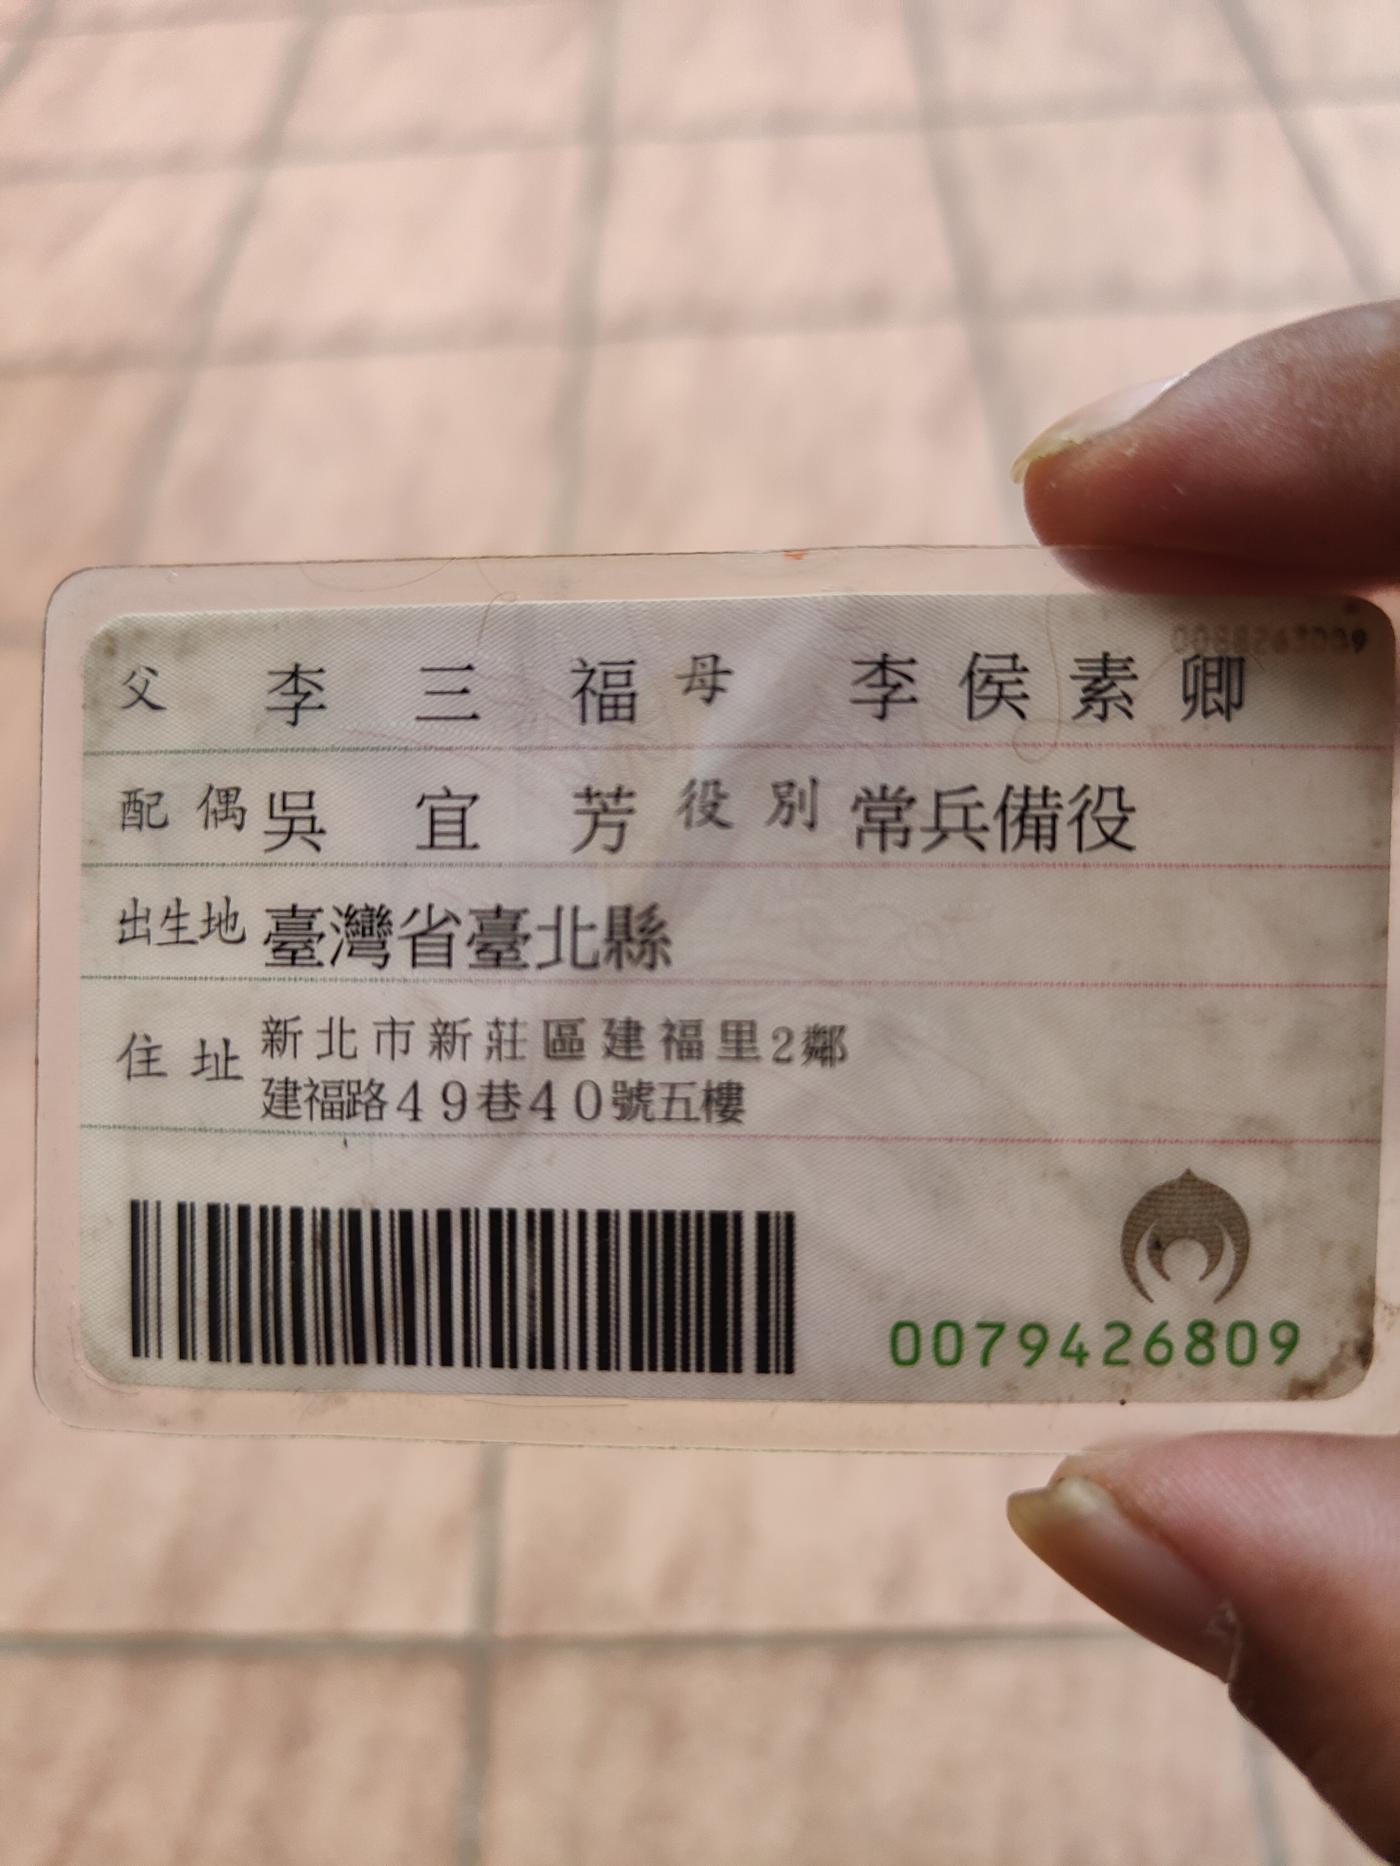 父 李三福 母 李侯素卿
配偶 吳宜芳 役別 常兵備役
出生地 臺灣省臺北縣
住址 新北市新莊區建福里2鄰
建福路49巷40號五樓
0079426809